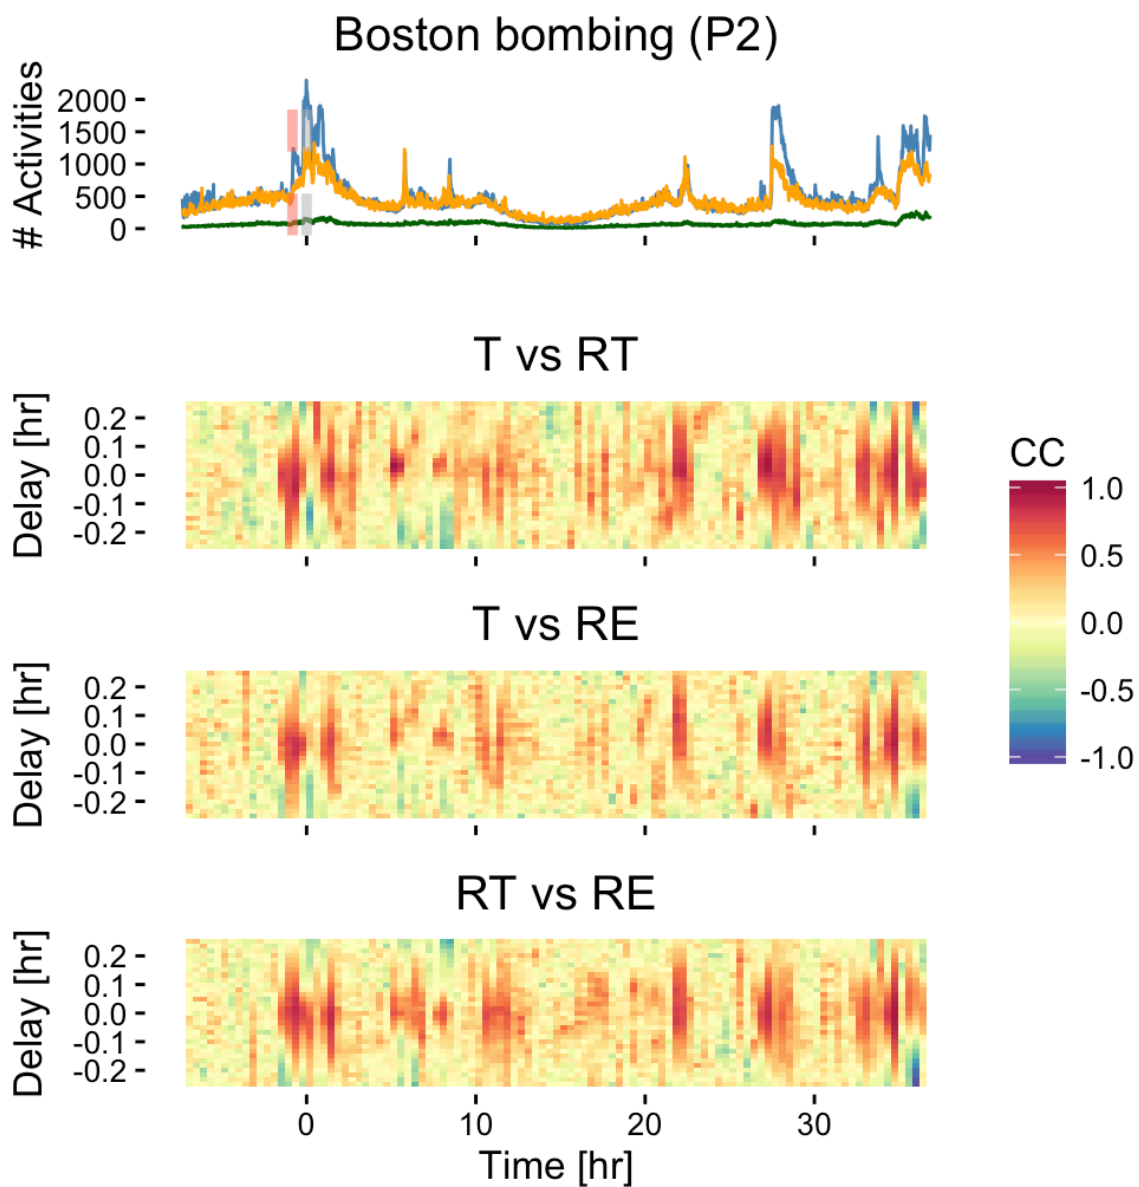 Boston bombing (P2)
# Activities
2000
1500
1000
500
0
T vs RT
Delay [hr]
0.2
0.1
0.0
-0.1
-0.2
CC
1.0
0.5
0.0
-0.5
-1.0
T vs RE
Delay [hr]
0.2
0.1
0.0
-0.1
-0.2
RT vs RE
Delay [hr]
0.2
0.1
0.0
-0.1
-0.2
0 10 20 30
Time [hr]